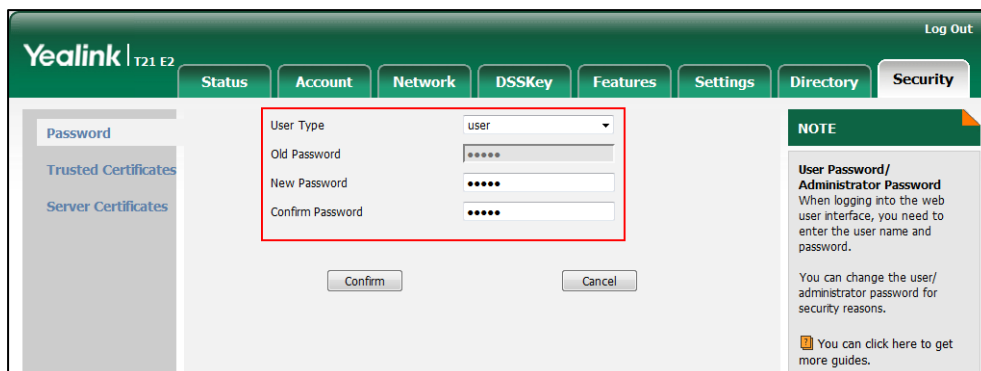 Log Out
Yealink | T21 E2
Status Account Network DSSKey Features Settings Directory Security
Password
Trusted Certificates
Server Certificates
User Type user
Old Password •••••
New Password •••••
Confirm Password •••••
Confirm Cancel
NOTE
User Password/
Administrator Password
When logging into the web
user interface, you need to
enter the user name and
password.
You can change the user/
administrator password for
security reasons.
You can click here to get
more guides.